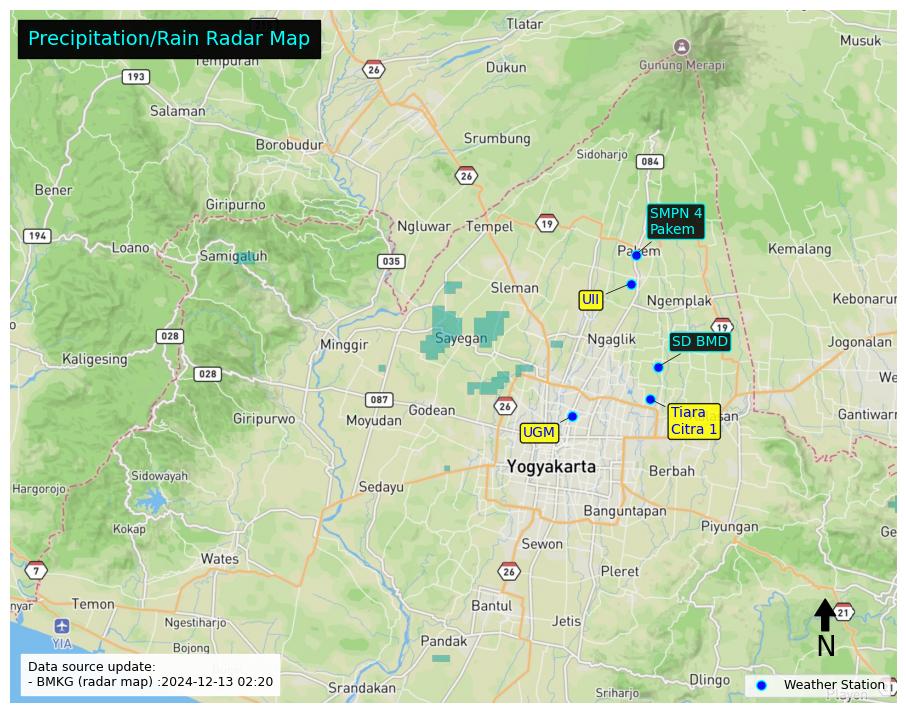 Precipitation/Rain Radar Map
Tlatar
Musuk
Tempuran
26
Gunung Merapi
193
Dukun
Salaman
Srumbung
Borobudur
Sidoharjo
084
26
Bener
Giripurno
SMPN 4
Pakem
Ngluwar
Tempel
19
194
Loano
Samigaluh
035
Pakem
Kemalang
Sleman
UII
Ngemplak
Kebonarum
19
028
Minggir
Sayegan
Ngaglik
SD BMD
Jogonalan
Kaligesing
028
087
Godean
26
Giripurwo
Moyudan
Tiara
Citra 1
UGM
Yogyakarta
Sidowayah
Berbah
Hargorojo
Sedayu
Banguntapan
Kokap
Piyungan
Wates
Sewon
7
26
Pleret
Temon
Bantul
21
Ngestiharjo
Jetis
YIA
Bojong
Pandak
N
Data source update:
- BMKG (radar map) :2024-12-13 02:20
Srandakan
Sriharjo
Dlingo
Weather Station
Playen